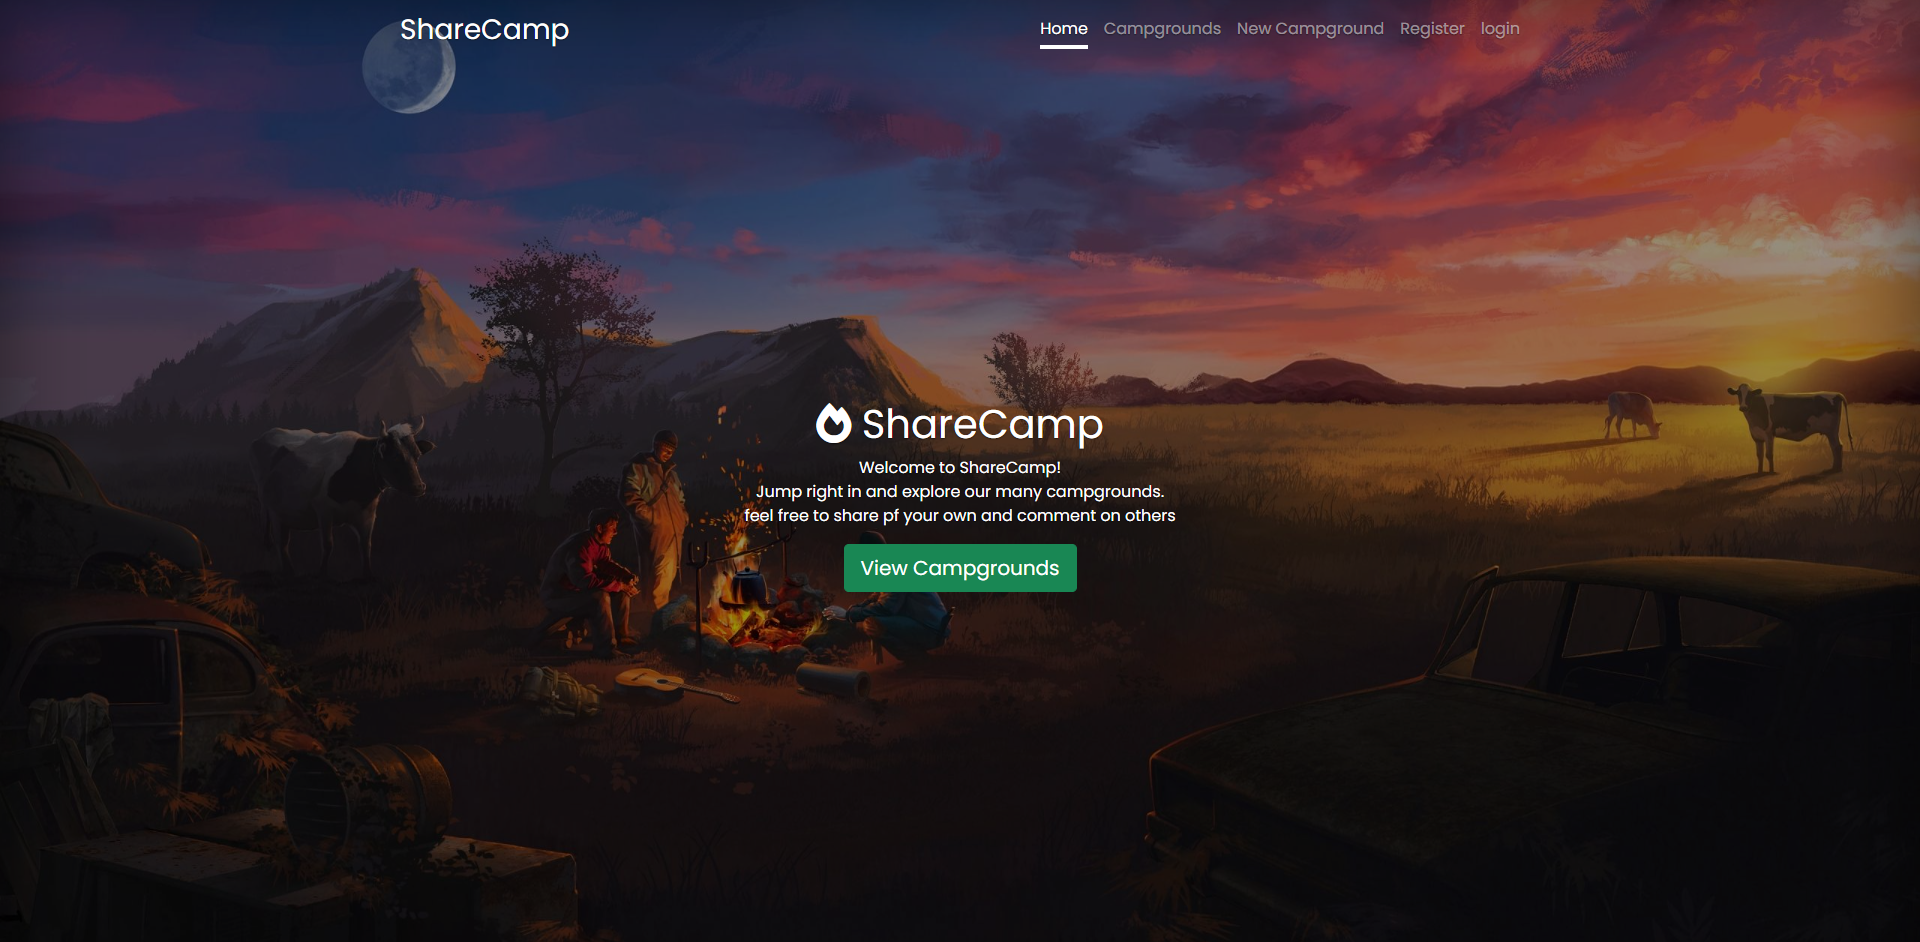 ShareCamp
Home Campgrounds New Campground Register login
ShareCamp
Welcome to ShareCamp!
Jump right in and explore our many campgrounds.
feel free to share pf your own and comment on others
View Campgrounds